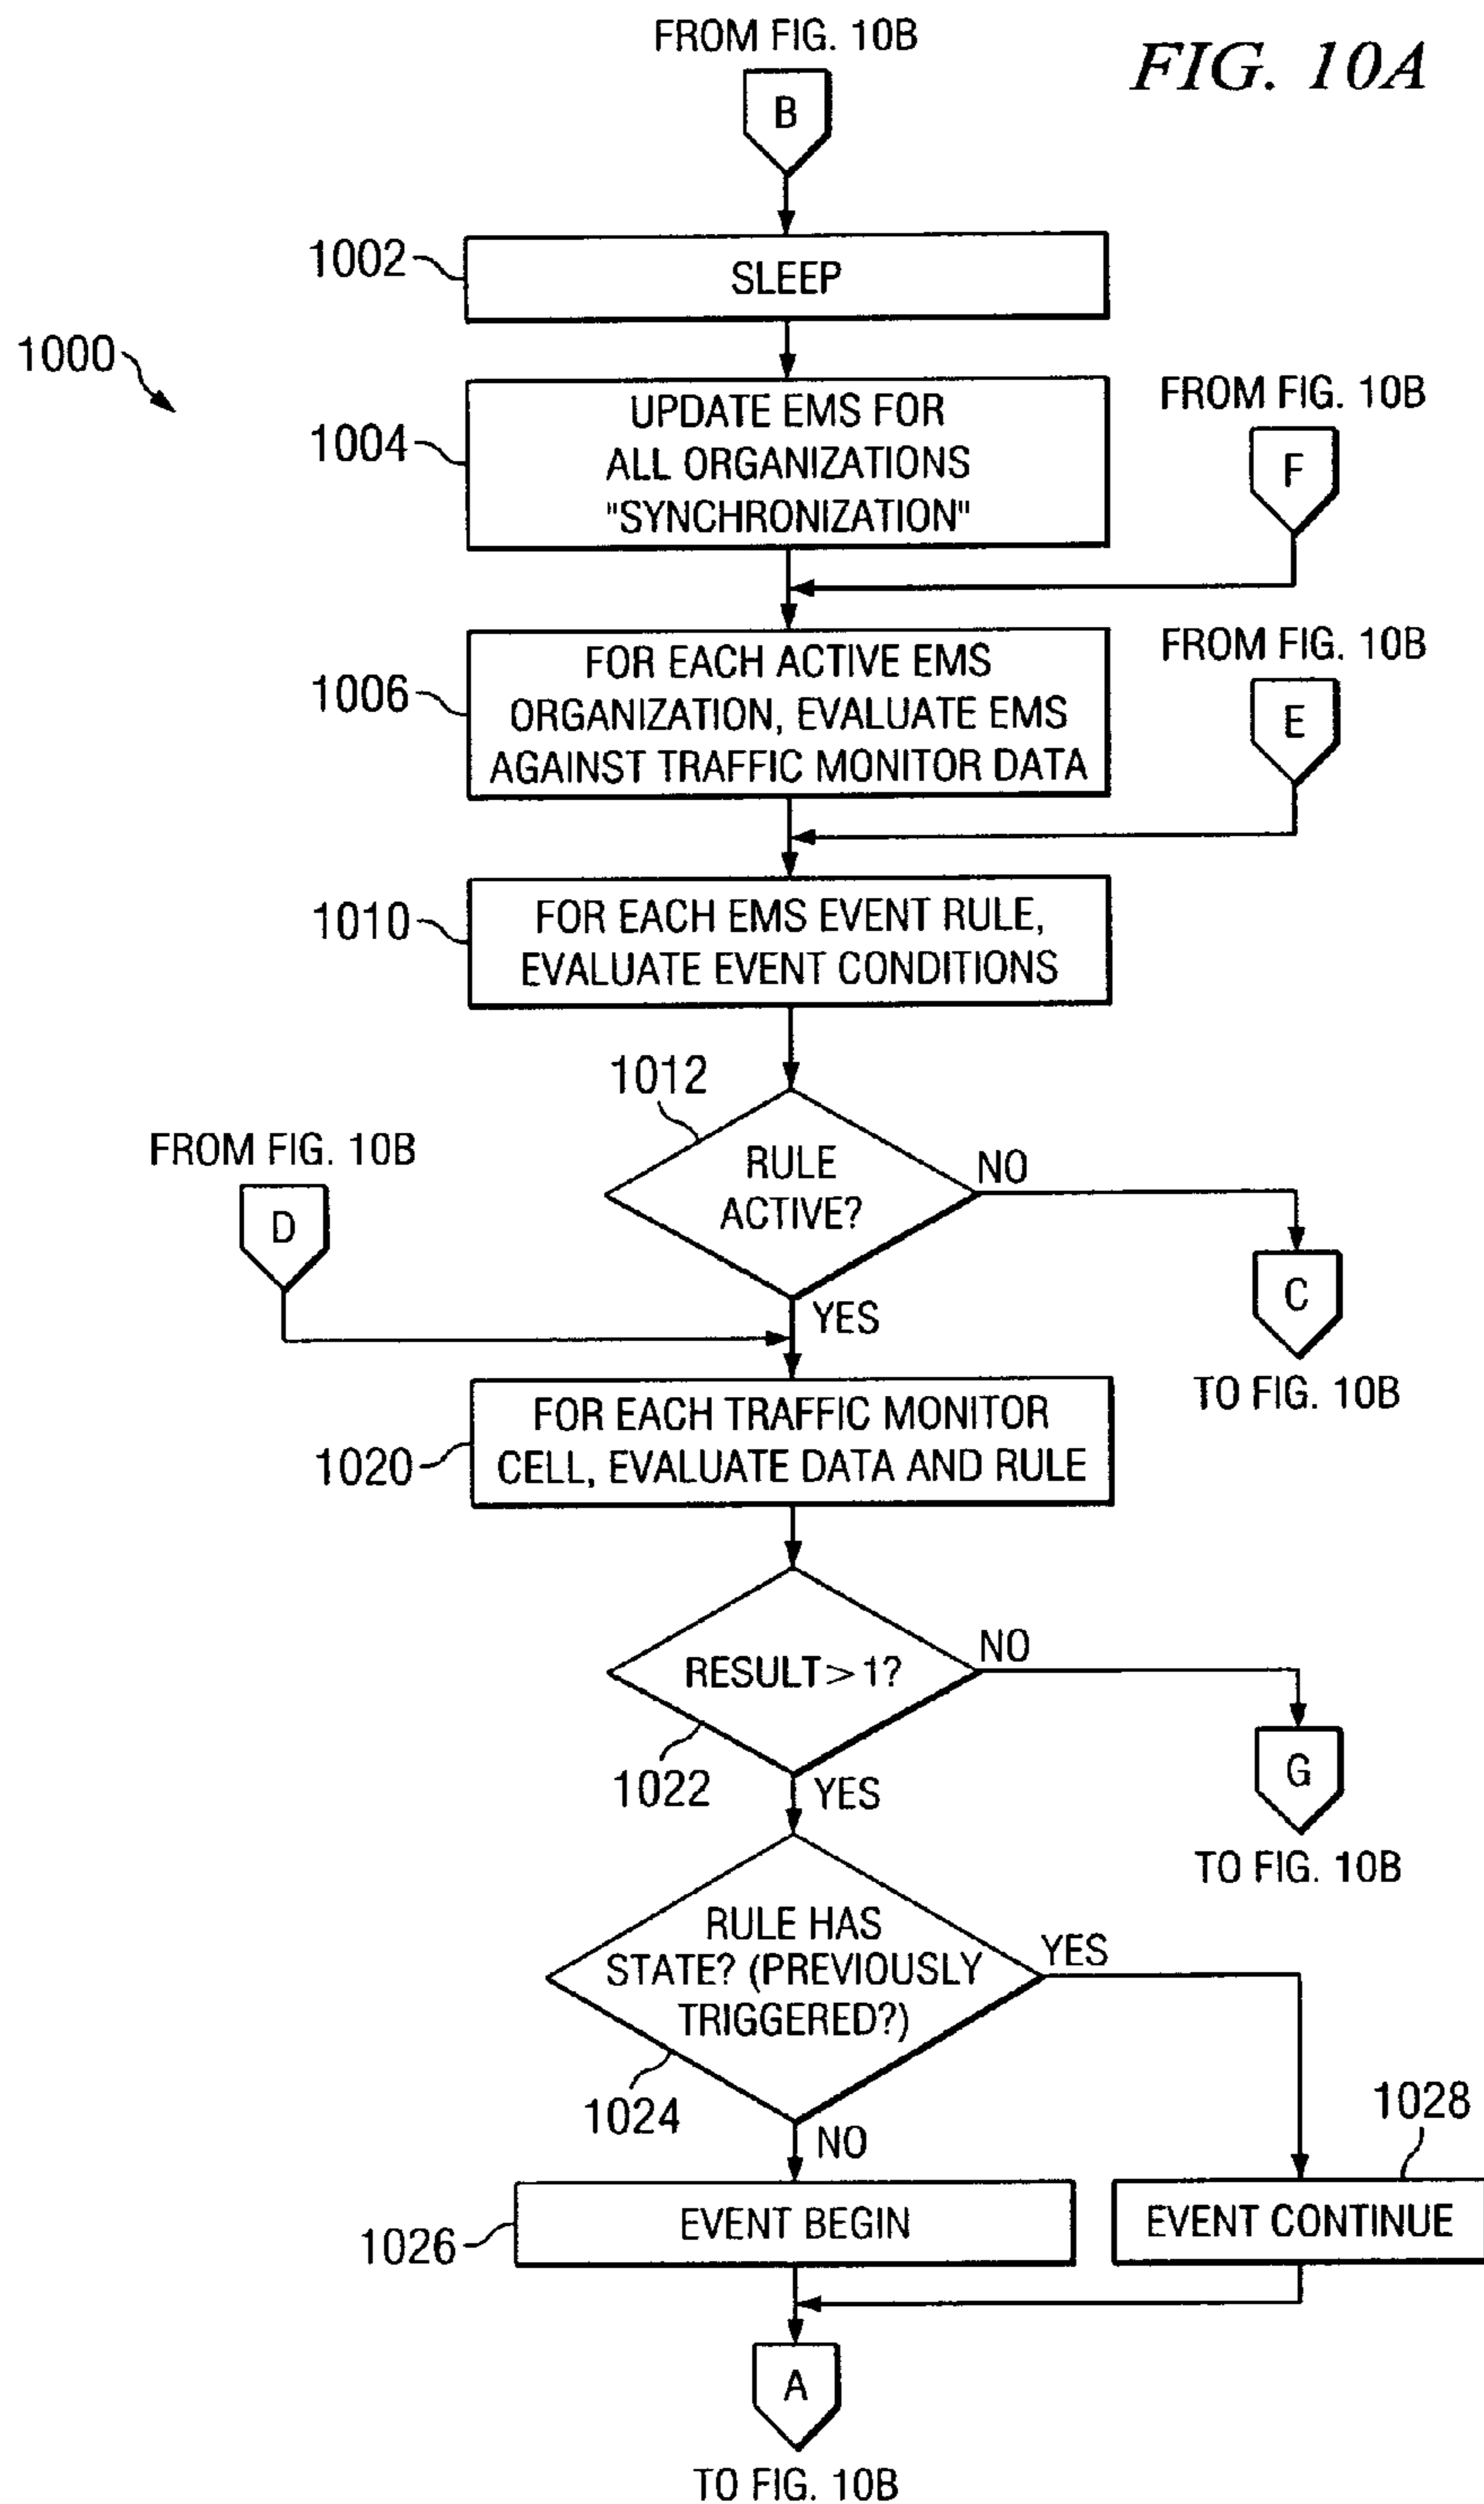 FROM FIG. 10B
FIG. 10A
B
1002
SLEEP
1000
1004
UPDATE EMS FOR
ALL ORGANIZATIONS
"SYNCHRONIZATION"
FROM FIG. 10B
F
1006
FOR EACH ACTIVE EMS
ORGANIZATION, EVALUATE EMS
AGAINST TRAFFIC MONITOR DATA
FROM FIG. 10B
E
1010
FOR EACH EMS EVENT RULE,
EVALUATE EVENT CONDITIONS
1012
RULE
ACTIVE?
NO
FROM FIG. 10B
D
C
TO FIG. 10B
YES
1020
FOR EACH TRAFFIC MONITOR
CELL, EVALUATE DATA AND RULE
RESULT > 1?
NO
1022
YES
G
TO FIG. 10B
RULE HAS
STATE? (PREVIOUSLY
TRIGGERED?)
YES
1024
NO
1028
1026
EVENT BEGIN
EVENT CONTINUE
A
TO FIG. 10B